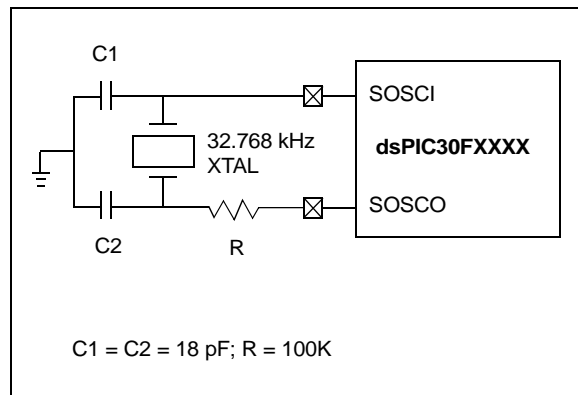 C1
SOSCI
32.768 kHz
XTAL
dsPIC30FXXXX
SOSCO
C2
R
C1 = C2 = 18 pF; R = 100K